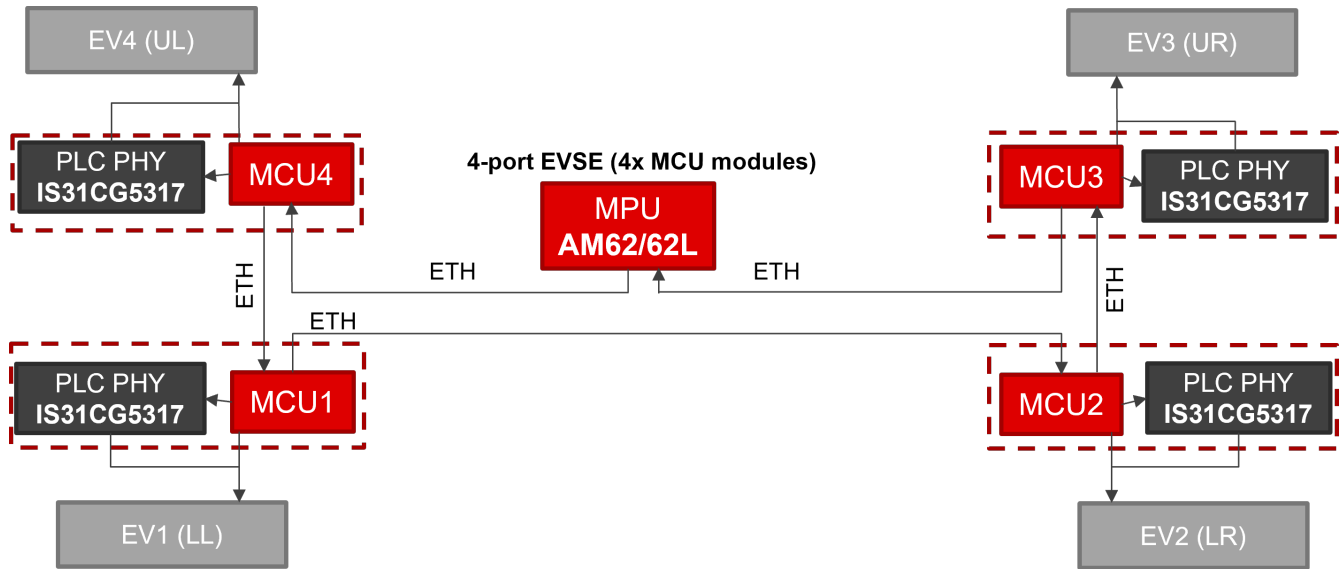 EV4 (UL)
EV3 (UR)
PLC PHY
IS31CG5317
MCU4
4-port EVSE (4x MCU modules)
MPU
AM62/62L
MCU3
PLC PHY
IS31CG5317
ETH
ETH
ETH
ETH
ETH
PLC PHY
IS31CG5317
MCU1
MCU2
PLC PHY
IS31CG5317
EV1 (LL)
EV2 (LR)